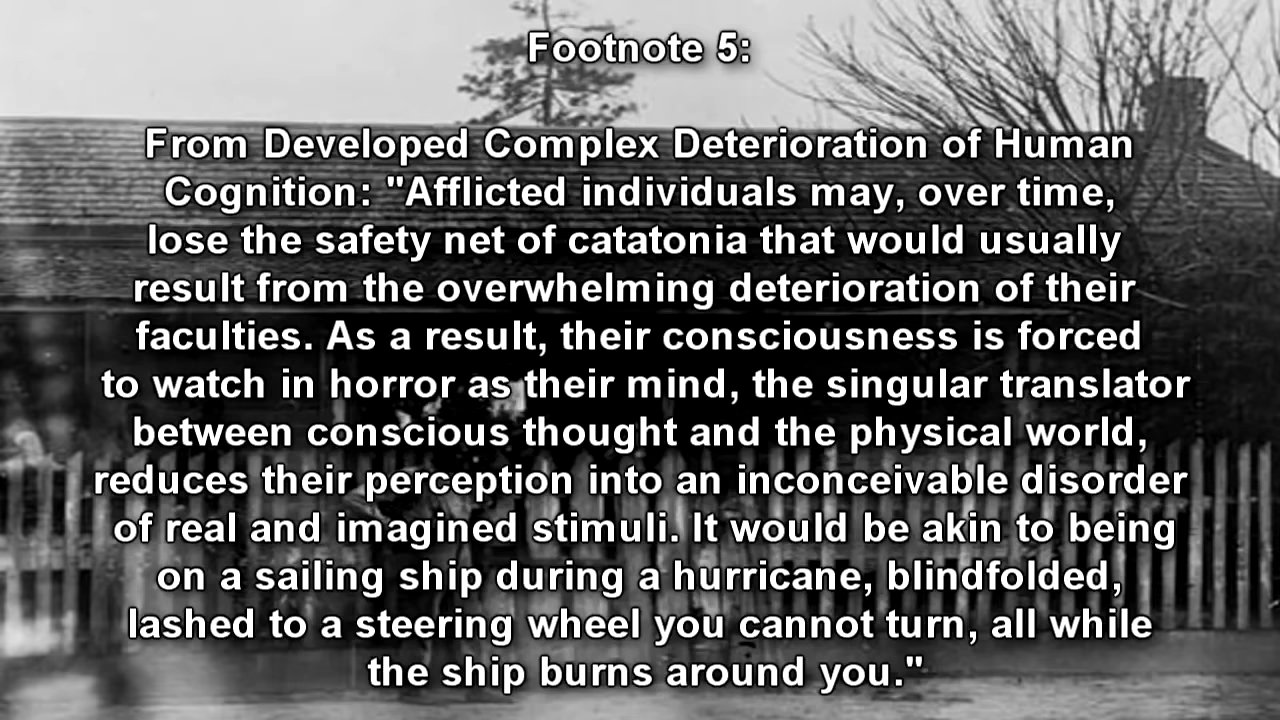 Footnote 5:
From Developed Complex Deterioration of Human
Cognition: "Afflicted individuals may, over time,
lose the safety net of catatonia that would usually
result from the overwhelming deterioration of their
faculties. As a result, their consciousness is forced
to watch in horror as their mind, the singular translator
between conscious thought and the physical world,
reduces their perception into an inconceivable disorder
of real and imagined stimuli. It would be akin to being
on a sailing ship during a hurricane, blindfolded,
lashed to a steering wheel you cannot turn, all while
the ship burns around you."